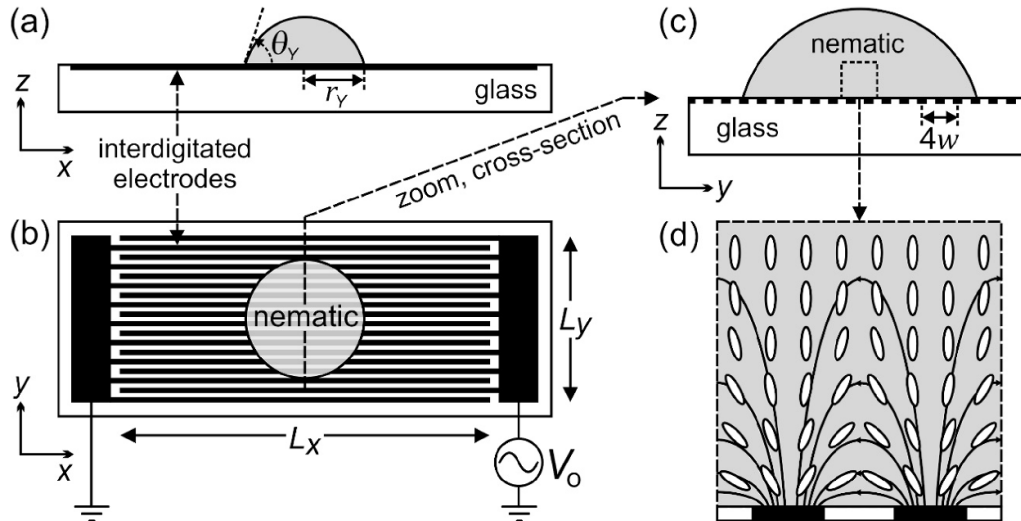 (a)
θY
rY
glass
z
x
interdigitated
electrodes
zoom, cross-section
(b)
nematic
Ly
Lx
y
x
Vo
(c)
nematic
glass
4w
z
y
(d)